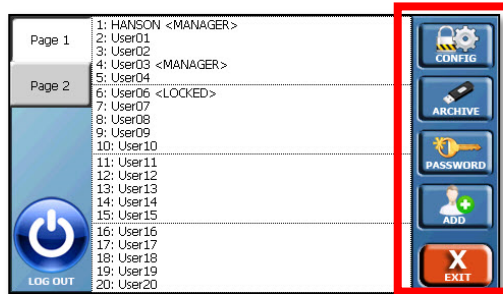 Page 1
Page 2
LOG OUT
1: HANSON <MANAGER>
2: User01
3: User02
4: User03 <MANAGER>
5: User04
6: User06 <LOCKED>
7: User07
8: User08
9: User09
10: User10
11: User11
12: User12
13: User13
14: User14
15: User15
16: User16
17: User17
18: User18
19: User19
20: User20
CONFIG
ARCHIVE
PASSWORD
ADD
X
EXIT